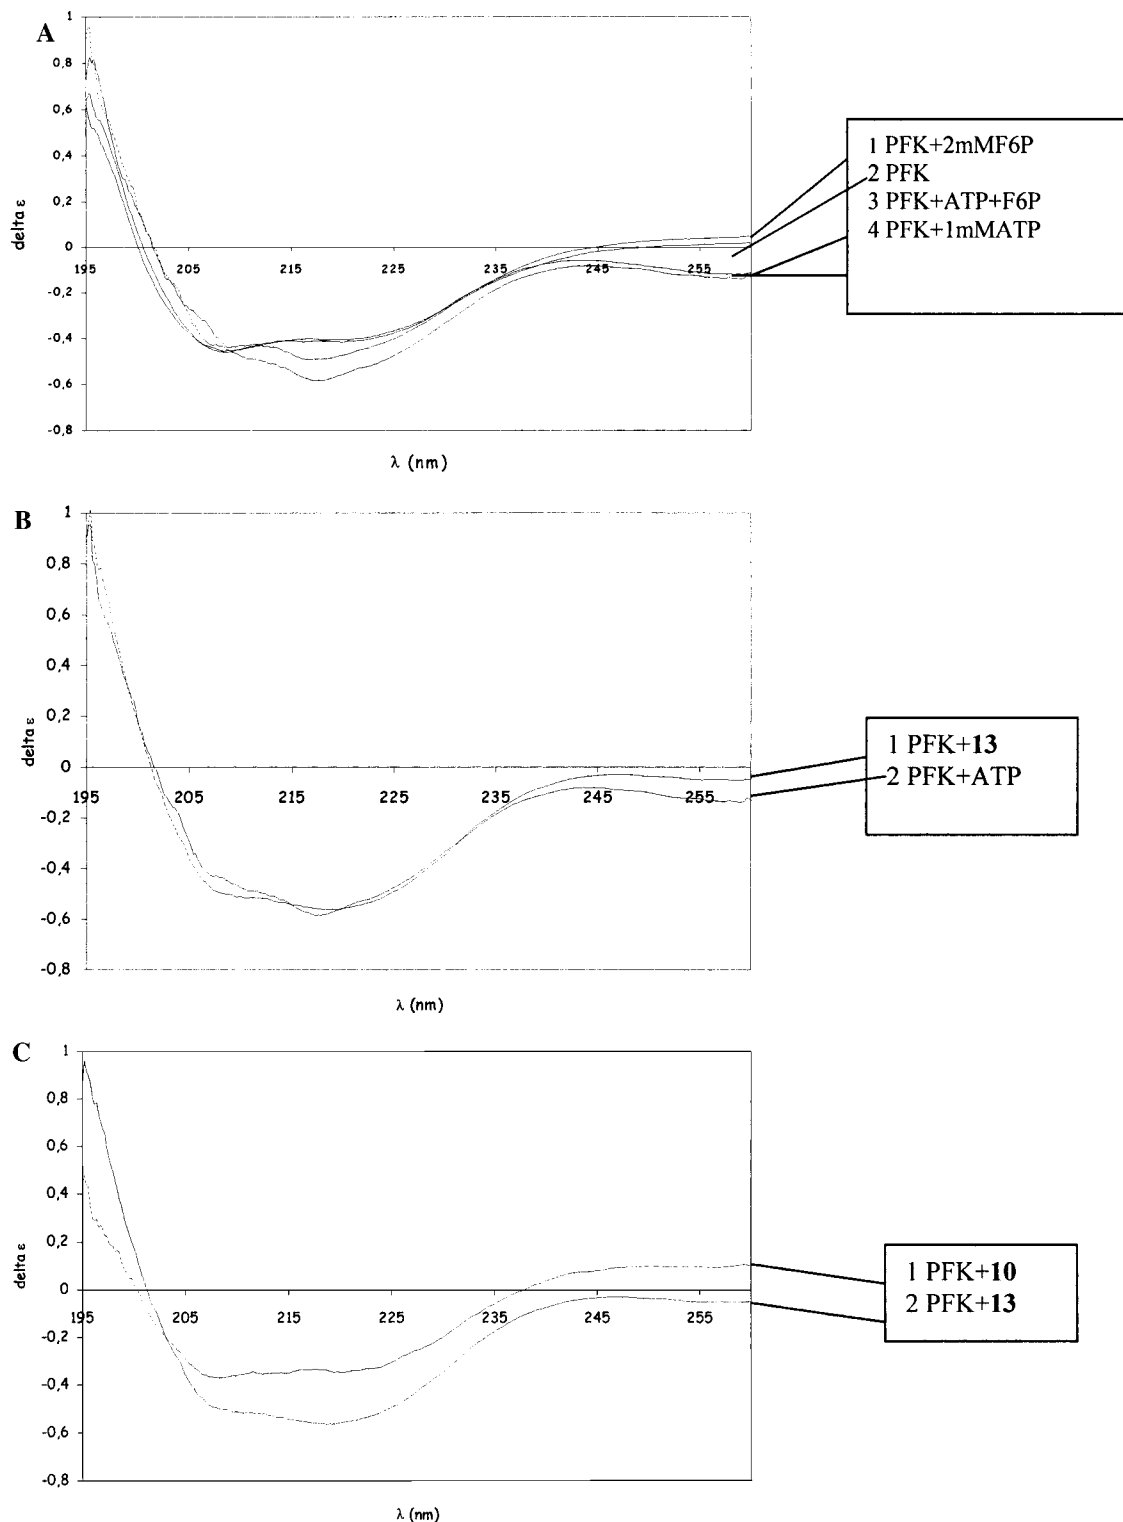 A
1
0,8
0,6
0,4
0,2
0
-0,2
-0,4
-0,6
-0,8
delta ε
195 205 215 225 235 245 255
λ (nm)
1 PFK+2mMF6P
2 PFK
3 PFK+ATP+F6P
4 PFK+1mMATP
B
1
0,8
0,6
0,4
0,2
0
-0,2
-0,4
-0,6
-0,8
delta ε
195 205 215 225 235 245 255
λ (nm)
1 PFK+13
2 PFK+ATP
C
1
0,8
0,6
0,4
0,2
0
-0,2
-0,4
-0,6
-0,8
delta ε
195 205 215 225 235 245 255
λ (nm)
1 PFK+10
2 PFK+13